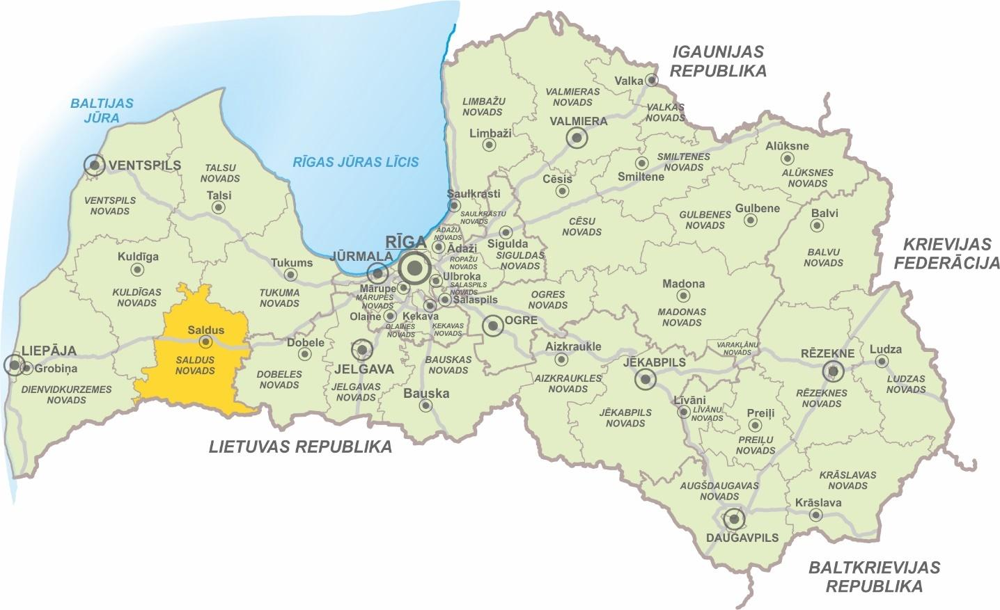 IGAUNIJAS
REPUBLIKA
BALTIJAS
JŪRA
RĪGAS JŪRAS LĪCIS
KRIEVIJAS
FEDERĀCIJA
LIETUVAS REPUBLIKA
BALTKRIEVIJAS
REPUBLIKA
VENTSPILS
VENTSPILS
NOVADS
TALSU
NOVADS
Talsi
Kuldīga
KULDĪGAS
NOVADS
Tukums
TUKUMA
NOVADS
Saldus
SALDUS
NOVADS
LIEPĀJA
Grobiņa
DIENVIDKURZEMES
NOVADS
Dobele
DOBELES
NOVADS
JELGAVA
JELGAVAS
NOVADS
JŪRMALA
RĪGA
Mārupe
MĀRUPES
NOVADS
Olaine
OLAINES
NOVADS
Ķekava
ĶEKAVAS
NOVADS
BAUSKAS
NOVADS
Bauska
Saulkrasti
SAULKRASTU
NOVADS
ĀDAŽU
NOVADS
Ādaži
ROPAŽU
NOVADS
Ulbroka
SALASPILS
NOVADS
Salaspils
Sigulda
SIGULDAS
NOVADS
OGRE
OGRES
NOVADS
LIMBAŽU
NOVADS
Limbaži
VALMIERAS
NOVADS
VALMIERA
Valka
VALKAS
NOVADS
Cēsis
CĒSU
NOVADS
SMILTENES
NOVADS
Smiltene
Alūksne
ALŪKSNES
NOVADS
GULBENES
NOVADS
Gulbene
Balvi
BALVU
NOVADS
Madona
MADONAS
NOVADS
VARAKĻĀNU
NOVADS
Aizkraukle
AIZKRAUKLES
NOVADS
JĒKABPILS
JĒKABPILS
NOVADS
Līvāni
LĪVĀNU
NOVADS
Preiļi
PREIĻU
NOVADS
RĒZEKNE
RĒZEKNES
NOVADS
Ludza
LUDZAS
NOVADS
KRĀSLAVAS
NOVADS
Krāslava
AUGŠDAUGAVAS
NOVADS
DAUGAVPILS